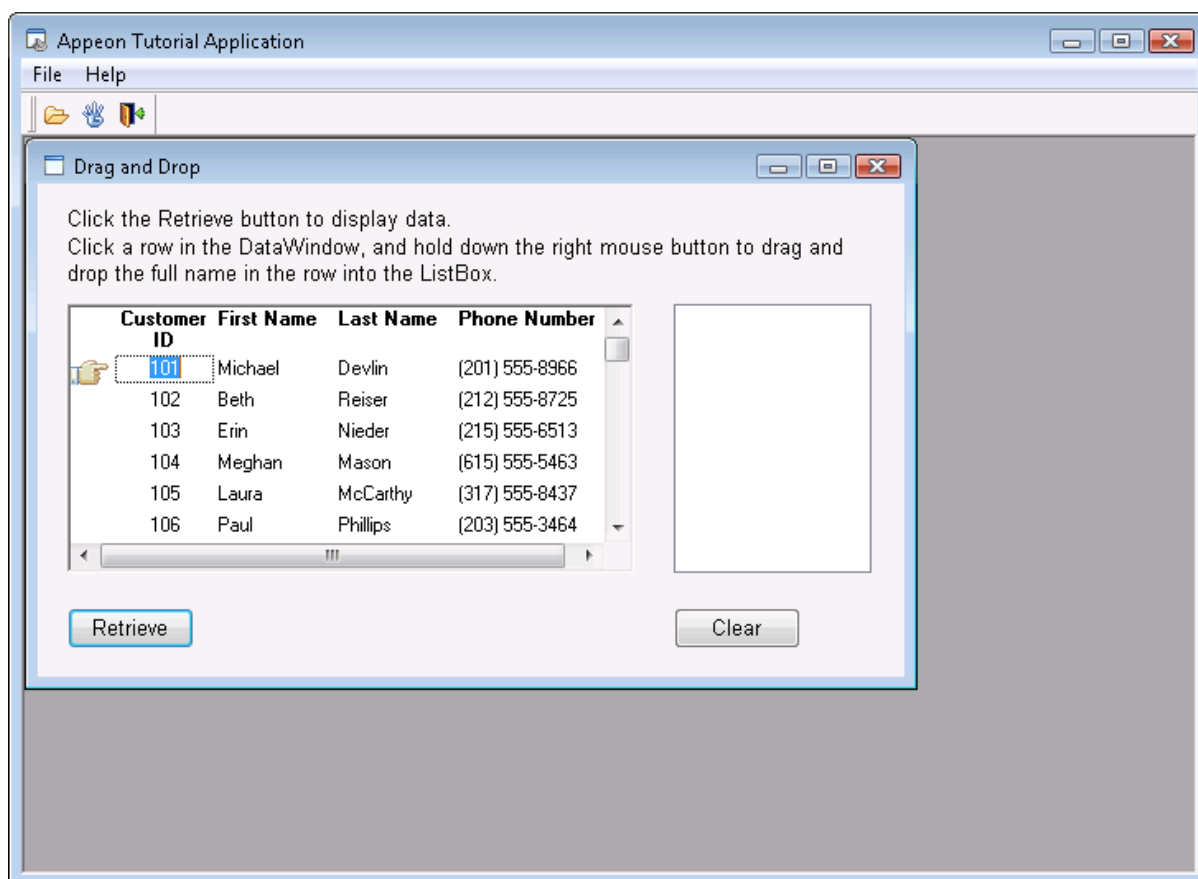 Appeon Tutorial Application
File Help
Drag and Drop
Click the Retrieve button to display data.
Click a row in the DataWindow, and hold down the right mouse button to drag and
drop the full name in the row into the ListBox.
Customer First Name Last Name Phone Number
ID
101 Michael Devlin (201) 555-8966
102 Beth Reiser (212) 555-8725
103 Erin Nieder (215) 555-6513
104 Meghan Mason (615) 555-5463
105 Laura McCarthy (317) 555-8437
106 Paul Phillips (203) 555-3464
Retrieve Clear